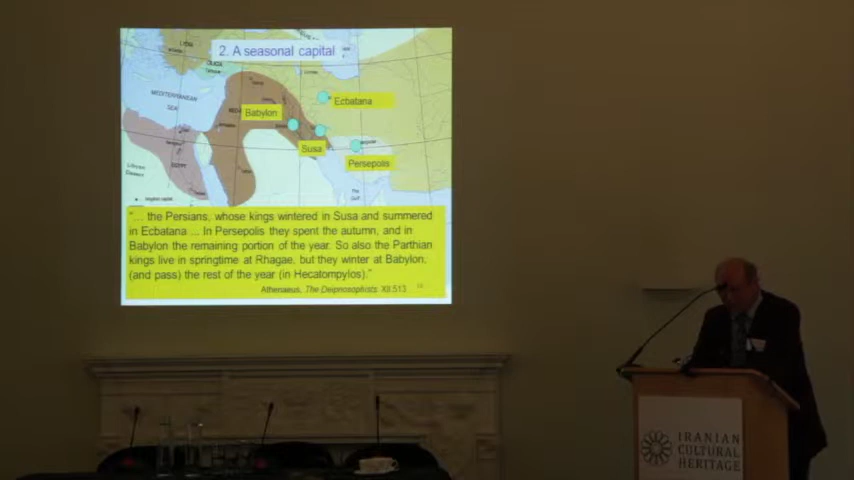 2. A seasonal capital
MEDITERRANEAN
SEA
Ecbatana
Babylon
Susa
Persepolis
EGYPT
The
Gulf
"... the Persians, whose kings wintered in Susa and summered
in Ecbatana ... In Persepolis they spent the autumn, and in
Babylon the remaining portion of the year. So also the Parthian
kings live in springtime at Rhagae, but they winter at Babylon,
(and pass) the rest of the year (in Hecatompylos)."
Athenaeus, The Deipnosophists XII.513
IRANIAN
CULTURAL
HERITAGE